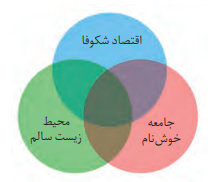 اقتصاد شکوفا
جامعه
خوش‌نام
محیط
زیست سالم